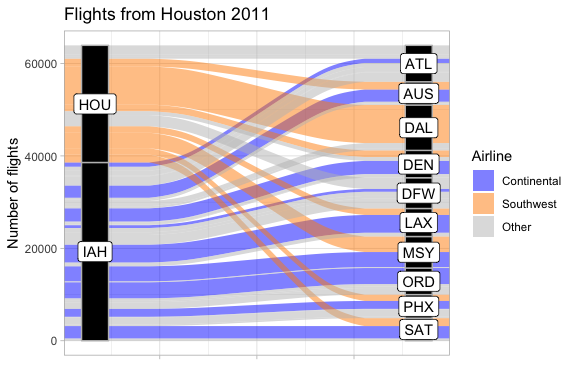 Flights from Houston 2011
Number of flights
60000
40000
20000
0
HOU
IAH
ATL
AUS
DAL
DEN
DFW
LAX
MSY
ORD
PHX
SAT
Airline
Continental
Southwest
Other